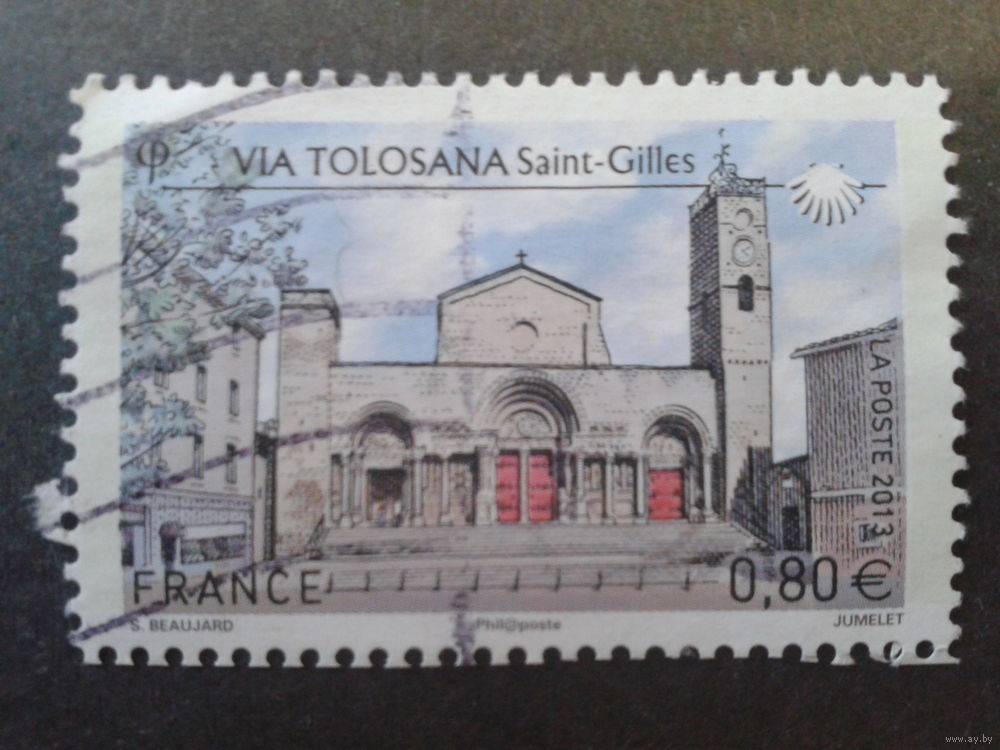 φ VIA TOLOSANA Saint-Gilles
LA POSTE 2013
FRANCE 0,80 €
S. BEAUJARD Phil@poste JUMELET
www.ay.by